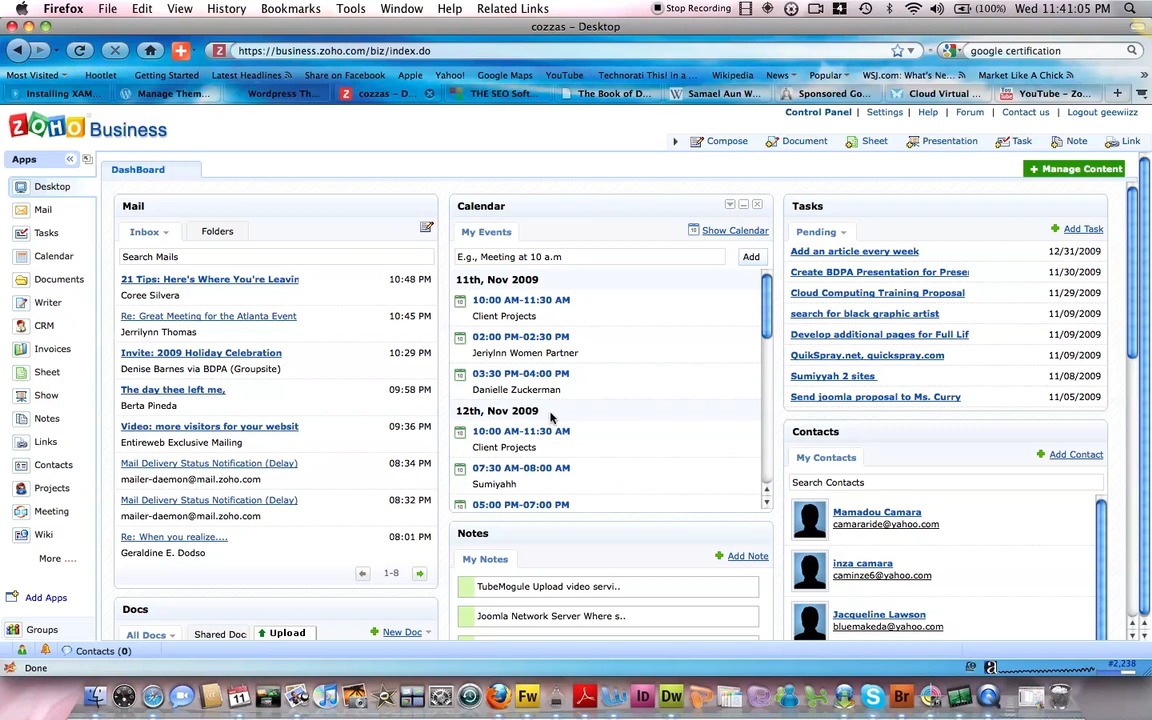 Firefox File Edit View History Bookmarks Tools Window Help Related Links Stop Recording 4 (100%) Wed 11:41:05 PM
cozzas – Desktop
https://business.zoho.com/biz/index.do google certification
Most Visited Hootlet Getting Started Latest Headlines Share on Facebook Apple Yahoo! Google Maps YouTube Technorati This! in a ... Wikipedia News Popular WSJ.com: What's Ne... Market Like A Chick
Installing XAM... Manage Them... Wordpress Th... cozzas – D... THE SEO Soft... The Book of D... Samael Aun W... Sponsored Go... Cloud Virtual ... YouTube – Zo...
Control Panel Settings Help Forum Contact us Logout geewiizz
ZOHO Business
Compose Document Sheet Presentation Task Note Link
Apps
DashBoard
Manage Content
Desktop
Mail
Tasks
Calendar
Documents
Writer
CRM
Invoices
Sheet
Show
Notes
Links
Contacts
Projects
Meeting
Wiki
More ....
Add Apps
Groups
Mail
Inbox Folders
Search Mails
21 Tips: Here's Where You're Leavin 10:48 PM
Coree Silvera
Re: Great Meeting for the Atlanta Event 10:45 PM
Jerrilynn Thomas
Invite: 2009 Holiday Celebration 10:29 PM
Denise Barnes via BDPA (Groupsite)
The day thee left me, 09:58 PM
Berta Pineda
Video: more visitors for your websit 09:36 PM
Entireweb Exclusive Mailing
Mail Delivery Status Notification (Delay) 08:34 PM
mailer-daemon@mail.zoho.com
Mail Delivery Status Notification (Delay) 08:32 PM
mailer-daemon@mail.zoho.com
Re: When you realize.... 08:01 PM
Geraldine E. Dodso
1-8
Docs
All Docs Shared Doc Upload New Doc
Calendar
My Events Show Calendar
E.g., Meeting at 10 a.m Add
11th, Nov 2009
10:00 AM-11:30 AM
Client Projects
02:00 PM-02:30 PM
Jeriylnn Women Partner
03:30 PM-04:00 PM
Danielle Zuckerman
12th, Nov 2009
10:00 AM-11:30 AM
Client Projects
07:30 AM-08:00 AM
Sumiyahh
05:00 PM-07:00 PM
Notes
My Notes Add Note
TubeMogule Upload video servi..
Joomla Network Server Where s..
Tasks
Pending Add Task
Add an article every week 12/31/2009
Create BDPA Presentation for Prese 11/30/2009
Cloud Computing Training Proposal 11/29/2009
search for black graphic artist 11/09/2009
Develop additional pages for Full Lif 11/09/2009
QuikSpray.net, quickspray.com 11/09/2009
Sumiyyah 2 sites 11/08/2009
Send joomla proposal to Ms. Curry 11/05/2009
Contacts
My Contacts Add Contact
Search Contacts
Mamadou Camara
camararide@yahoo.com
inza camara
caminze6@yahoo.com
Jacqueline Lawson
bluemakeda@yahoo.com
Contacts (0)
Done #2,238
Fw Id Dw Br